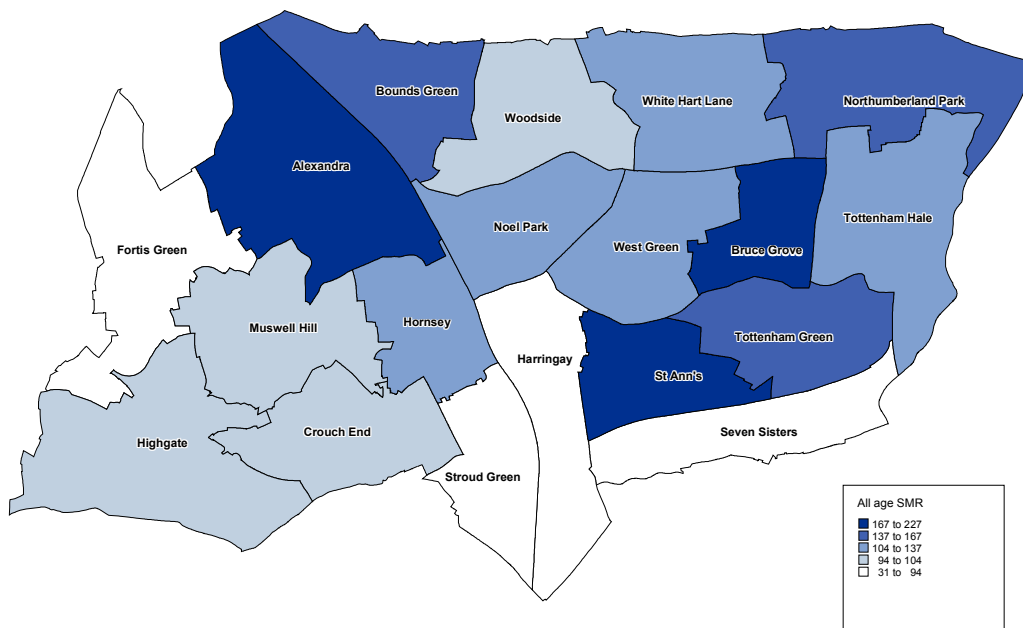 Bounds Green
Woodside
White Hart Lane
Northumberland Park
Alexandra
Noel Park
West Green
Bruce Grove
Tottenham Hale
Fortis Green
Muswell Hill
Hornsey
Harringay
Tottenham Green
St Ann's
Highgate
Crouch End
Stroud Green
Seven Sisters
All age SMR
167 to 227
137 to 167
104 to 137
94 to 104
31 to 94